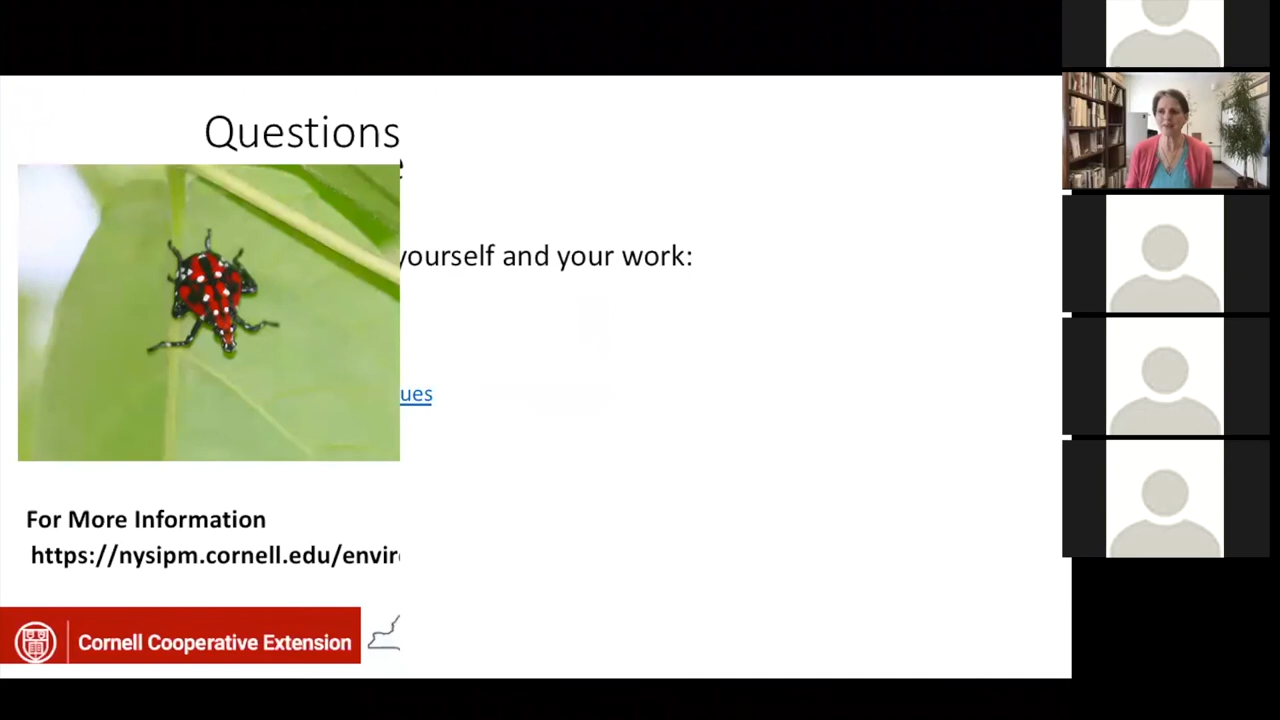 Questions
yourself and your work:
ues
For More Information
https://nysipm.cornell.edu/envir
Cornell Cooperative Extension